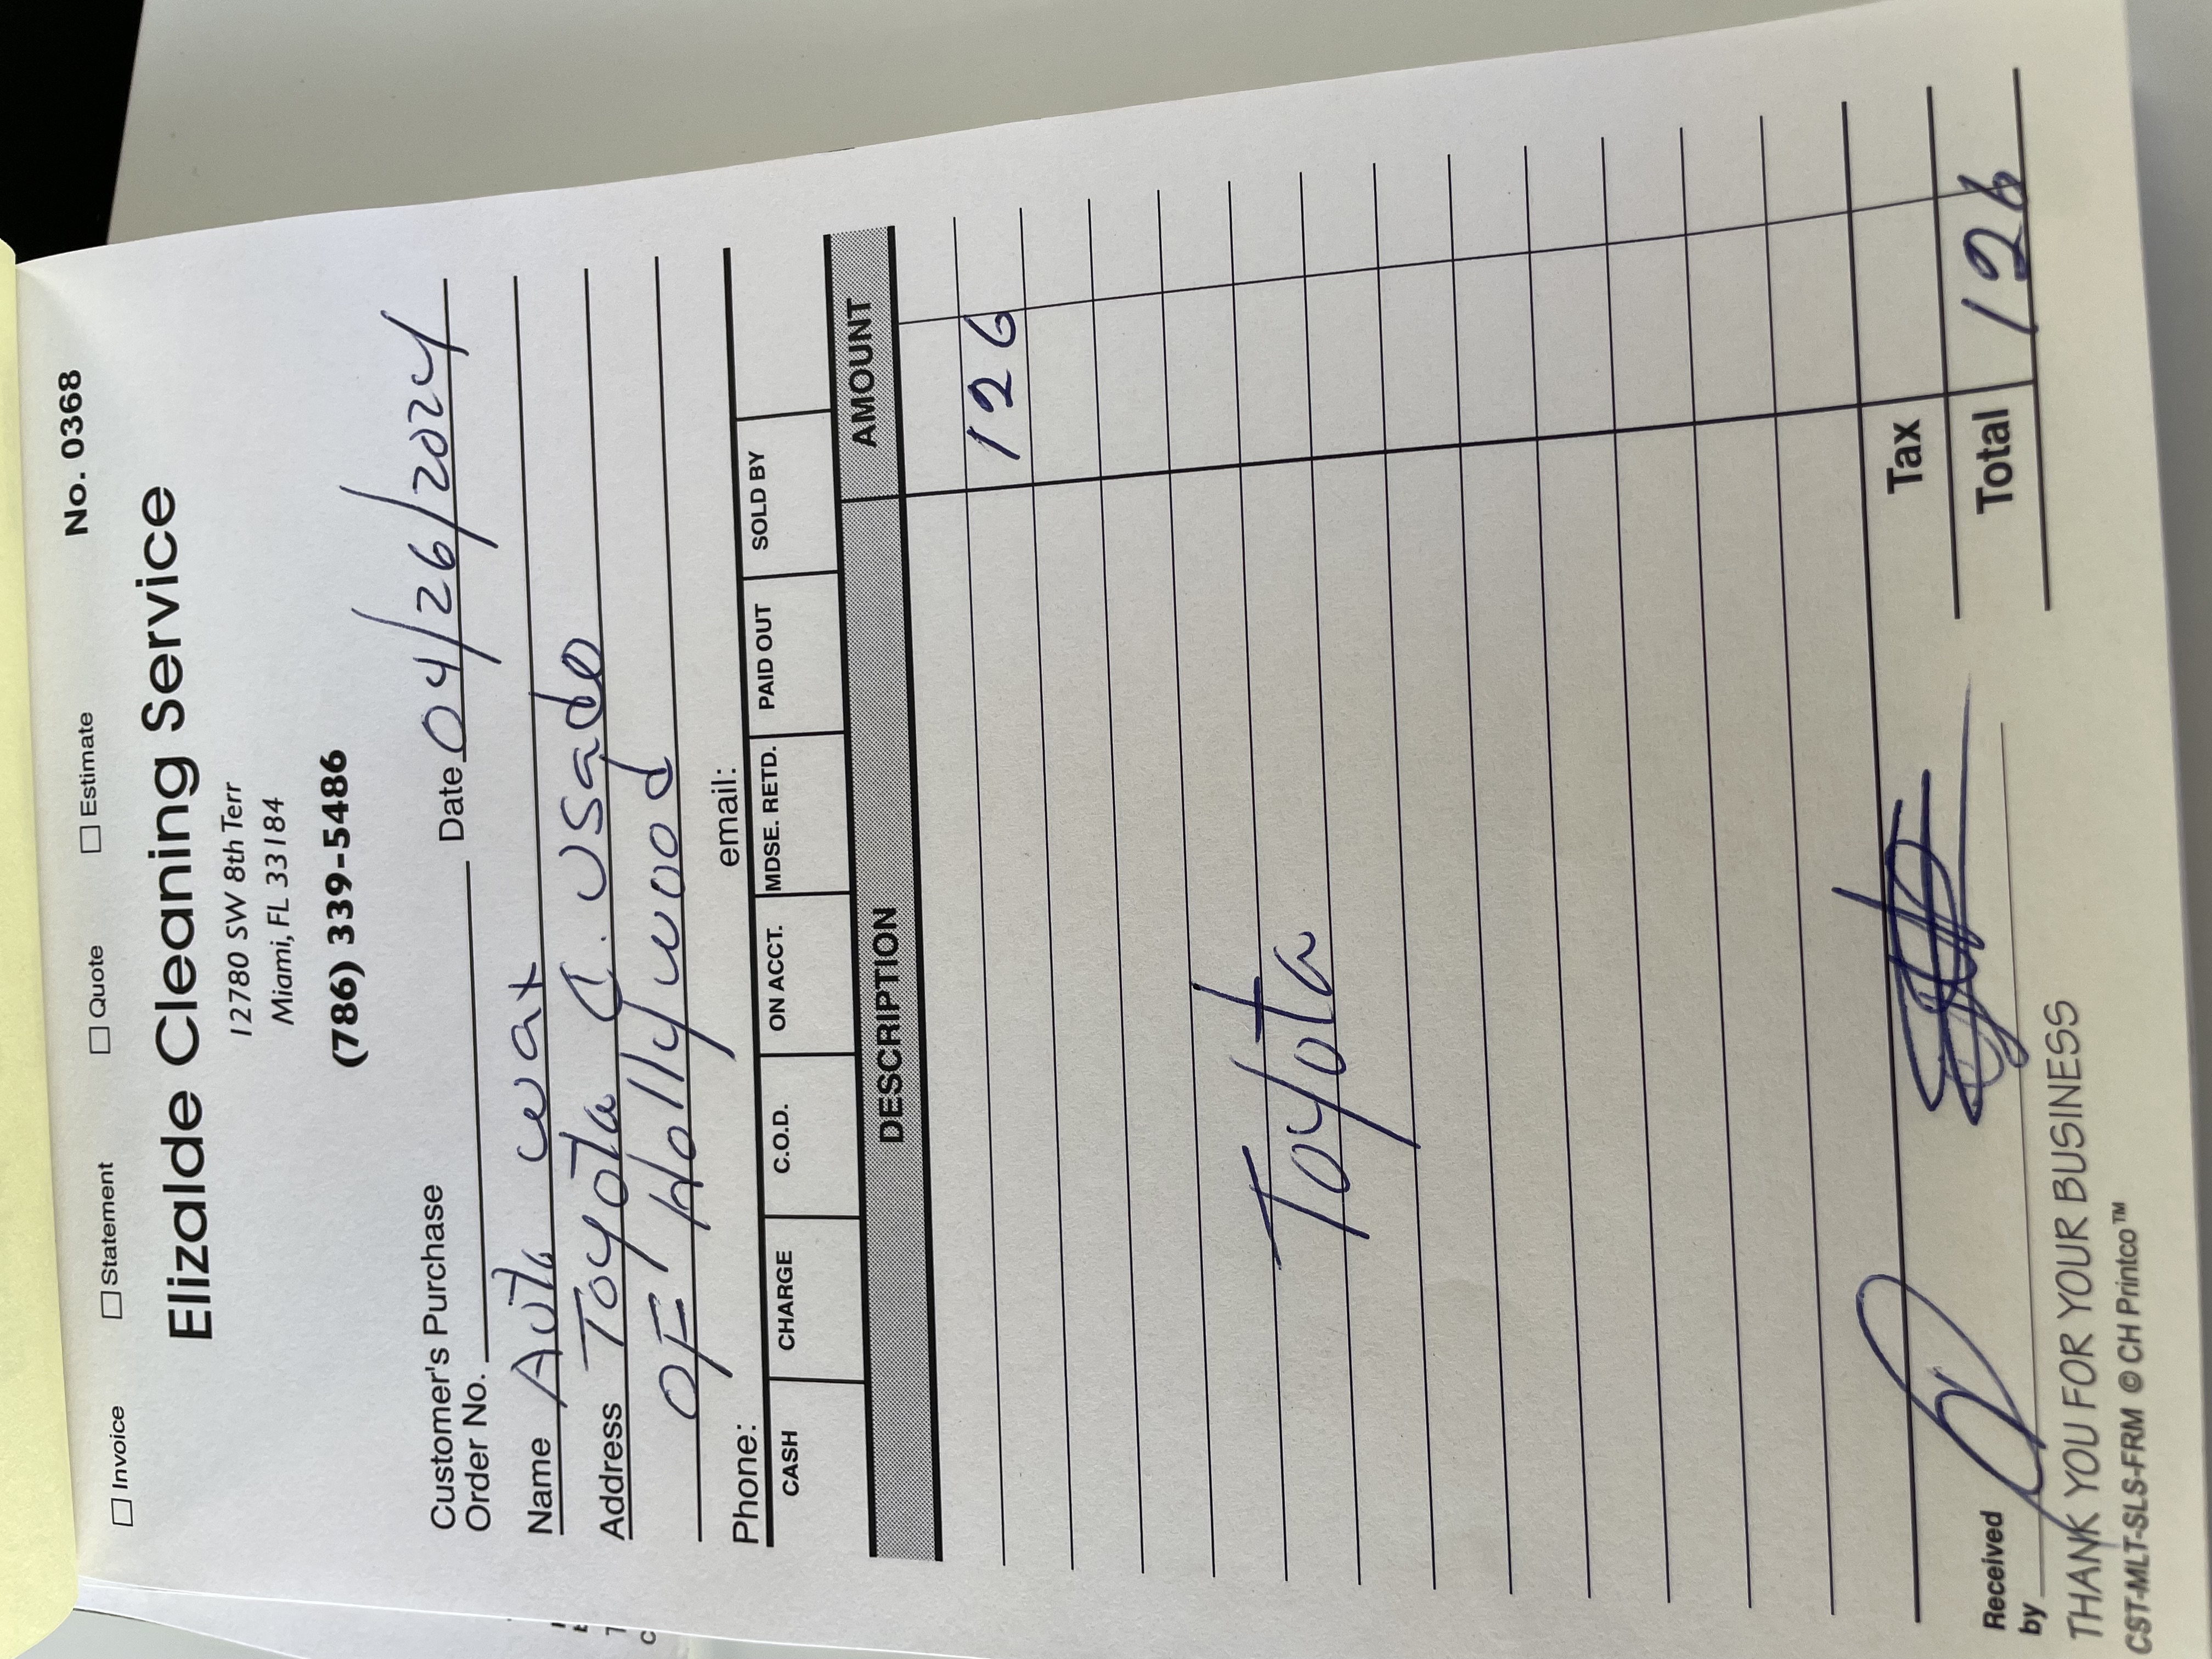 ☐ Invoice ☐ Statement ☐ Quote ☐ Estimate No. 0368
Elizalde Cleaning Service
12780 SW 8th Terr
Miami, FL 33184
(786) 339-5486
Customer's Purchase
Order No. Date 04/26/2024
Name Auto wax
Address Toyota C. usado
OF Hollywood
Phone: email:
CASH CHARGE C.O.D. ON ACCT. MDSE. RETD. PAID OUT SOLD BY
DESCRIPTION AMOUNT
126
Toyota
Tax
Total 126
Received
by
THANK YOU FOR YOUR BUSINESS
CST-MLT-SLS-FRM © CH Printco™